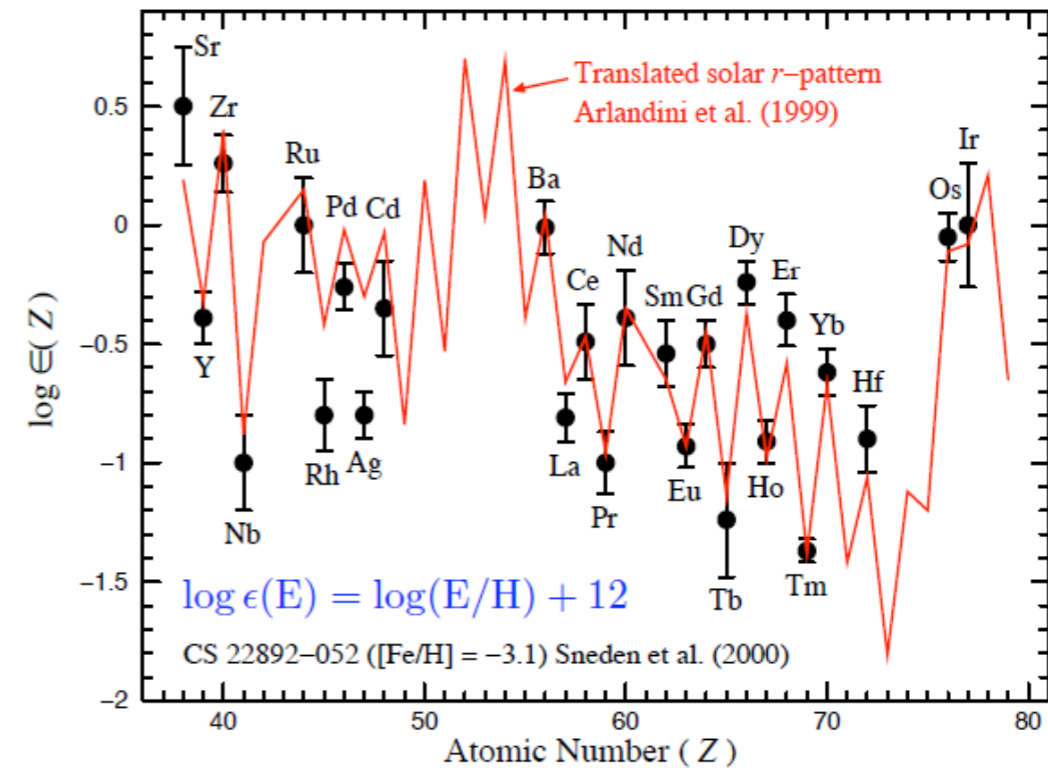 Sr
Zr
Ru
Pd
Cd
Translated solar r–pattern
Arlandini et al. (1999)
Ba
Nd
Ce
Sm
Gd
Dy
Er
Yb
Hf
Os
Ir
Y
Nb
Rh
Ag
La
Pr
Eu
Tb
Ho
Tm
0.5
0
−0.5
−1
−1.5
−2
log ∈( Z )
log ϵ(E) = log(E/H) + 12
CS 22892–052 ([Fe/H] = –3.1) Sneden et al. (2000)
40
50
60
70
80
Atomic Number ( Z )